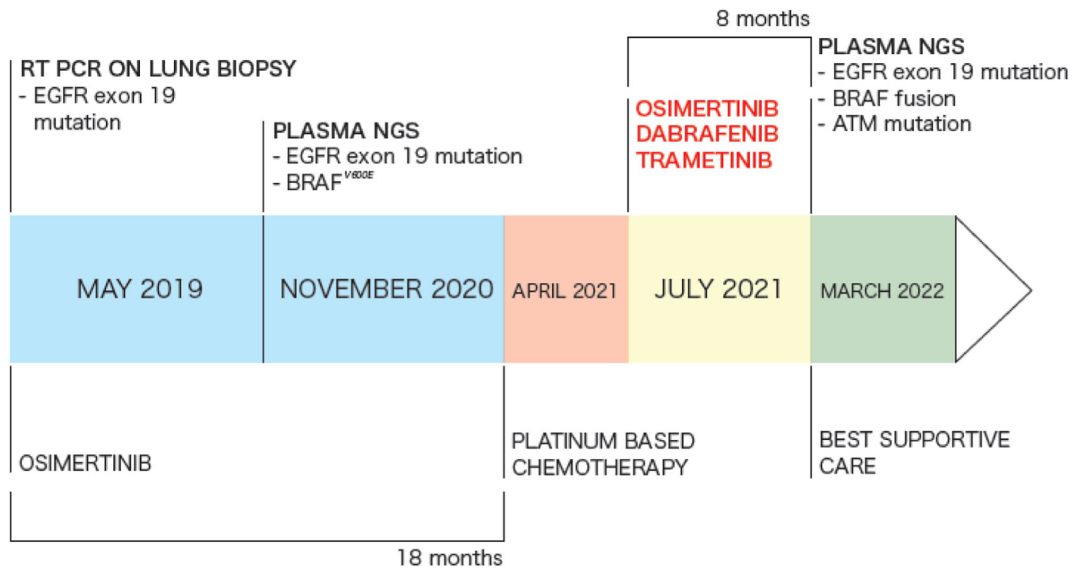 8 months
RT PCR ON LUNG BIOPSY
- EGFR exon 19
mutation
PLASMA NGS
- EGFR exon 19 mutation
- BRAF V600E
OSIMERTINIB
DABRAFENIB
TRAMETINIB
PLASMA NGS
- EGFR exon 19 mutation
- BRAF fusion
- ATM mutation
MAY 2019
NOVEMBER 2020
APRIL 2021
JULY 2021
MARCH 2022
OSIMERTINIB
PLATINUM BASED
CHEMOTHERAPY
BEST SUPPORTIVE
CARE
18 months